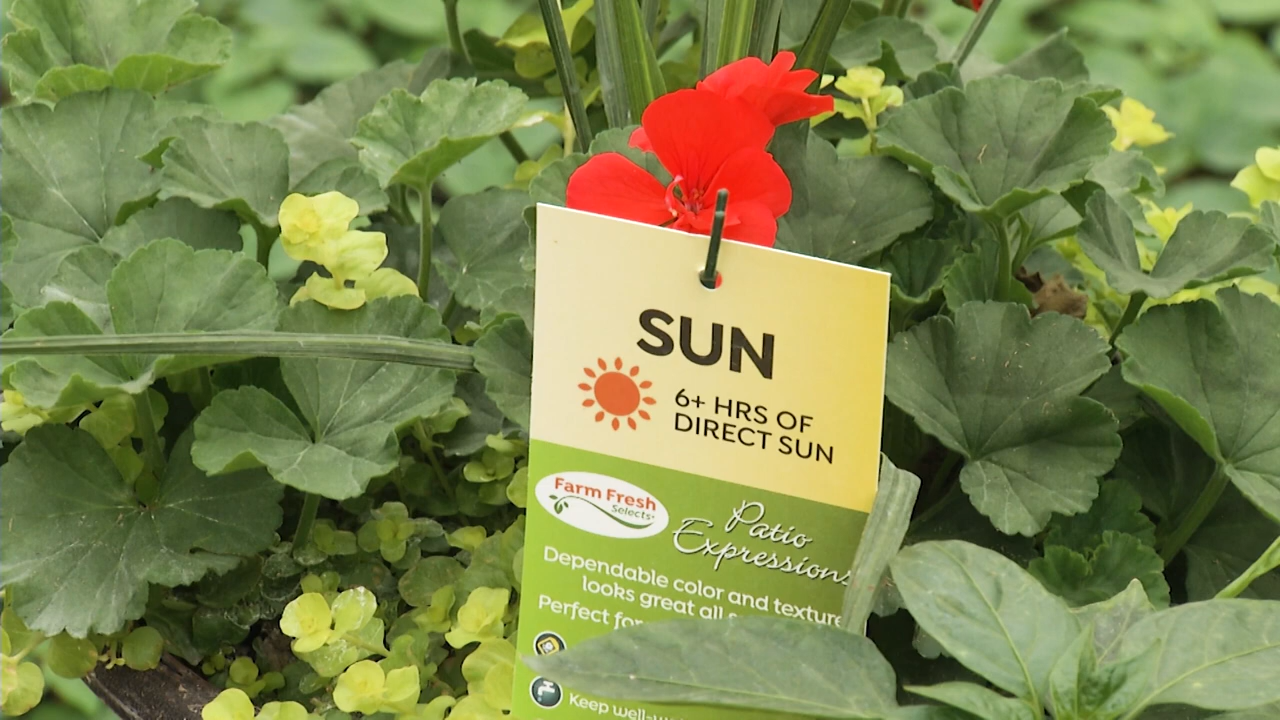 SUN
6+ HRS OF
DIRECT SUN
Farm Fresh
Selects
Patio
Expressions
Dependable color and texture
looks great all
Perfect for
Keep